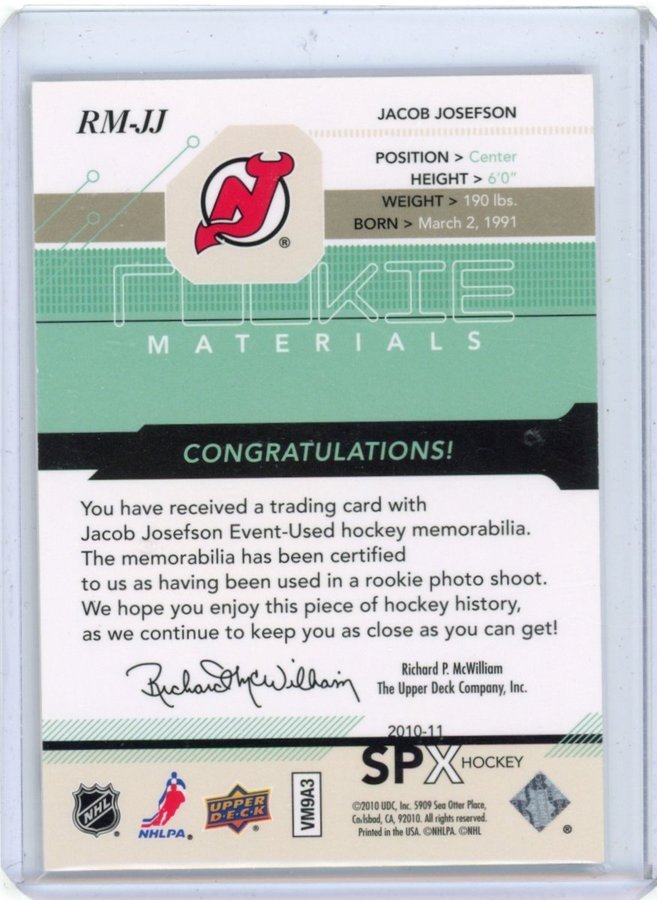 RM-JJ
JACOB JOSEFSON
POSITION > Center
HEIGHT > 6'0"
WEIGHT > 190 lbs.
BORN > March 2, 1991
NJ
®
ROOKIE
MATERIALS
CONGRATULATIONS!
You have received a trading card with
Jacob Josefson Event-Used hockey memorabilia.
The memorabilia has been certified
to us as having been used in a rookie photo shoot.
We hope you enjoy this piece of hockey history,
as we continue to keep you as close as you can get!
Richard McWilliam
Richard P. McWilliam
The Upper Deck Company, Inc.
2010-11
SPX HOCKEY
NHL ®
NHLPA.
UPPER
D·E·C·K
®
VM9A3
©2010 UDC, Inc. 5909 Sea Otter Place,
Carlsbad, CA, 92010. All rights reserved.
Printed in the USA. ©NHLPA. ©NHL
®